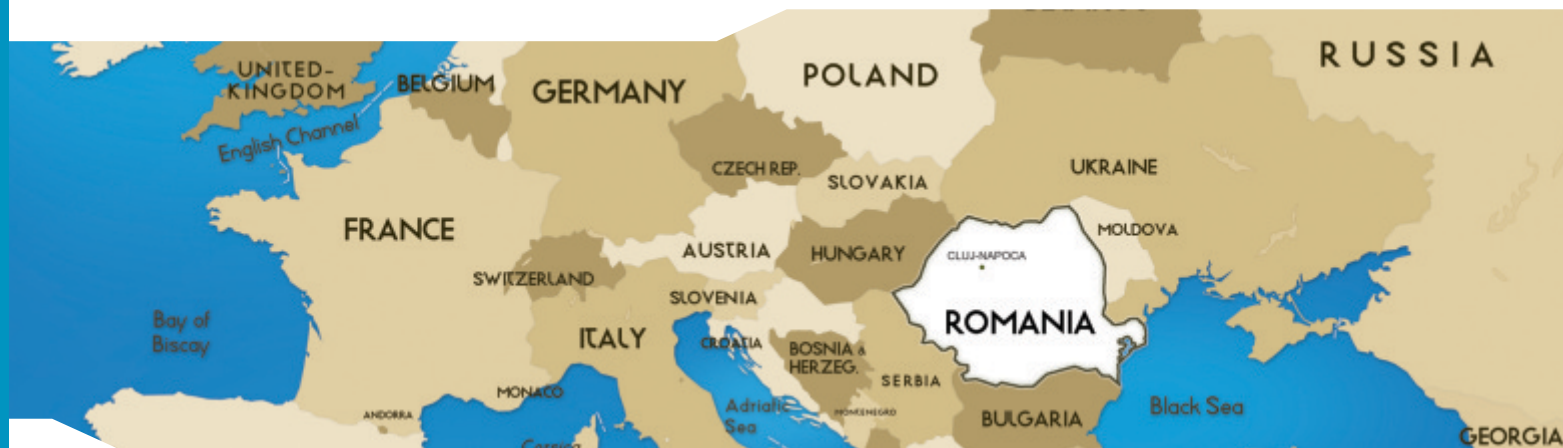 RUSSIA
UNITED-
KINGDOM
BELGIUM
GERMANY
POLAND
English Channel
CZECH REP.
SLOVAKIA
UKRAINE
FRANCE
AUSTRIA
HUNGARY
MOLDOVA
CLUJ-NAPOCA
SWITZERLAND
SLOVENIA
ROMANIA
Bay of
Biscay
ITALY
CROATIA
BOSNIA &
HERZEG.
SERBIA
MONACO
ANDORRA
Adriatic
Sea
MONTENEGRO
BULGARIA
Black Sea
GEORGIA